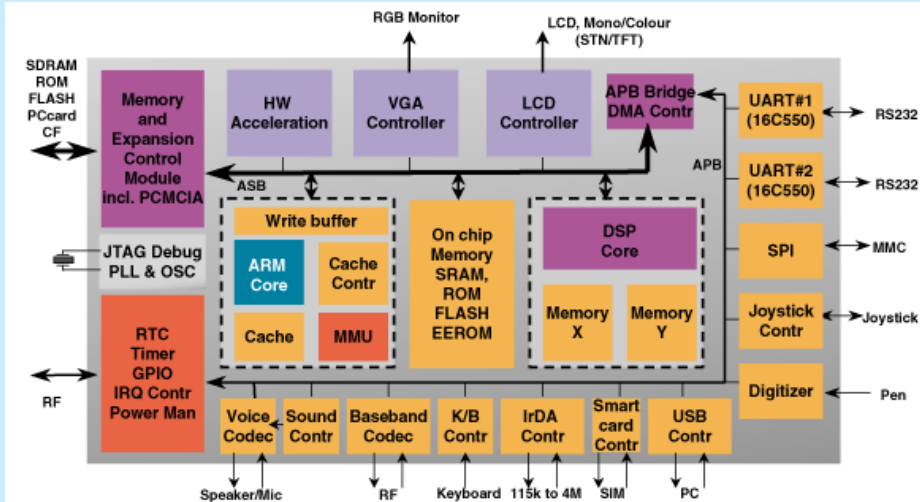 RGB Monitor
LCD, Mono/Colour
(STN/TFT)
SDRAM
ROM
FLASH
PCcard
CF
Memory
and
Expansion
Control
Module
incl. PCMCIA
HW
Acceleration
VGA
Controller
LCD
Controller
APB Bridge
DMA Contr
UART#1
(16C550)
RS232
APB
ASB
UART#2
(16C550)
RS232
Write buffer
ARM
Core
Cache
Contr
Cache
MMU
On chip
Memory
SRAM,
ROM
FLASH
EEROM
DSP
Core
Memory
X
Memory
Y
SPI
MMC
JTAG Debug
PLL & OSC
Joystick
Contr
Joystick
RTC
Timer
GPIO
IRQ Contr
Power Man
RF
Digitizer
Pen
Voice
Codec
Sound
Contr
Baseband
Codec
K/B
Contr
IrDA
Contr
Smart
card
Contr
USB
Contr
Speaker/Mic
RF
Keyboard
115k to 4M
SIM
PC